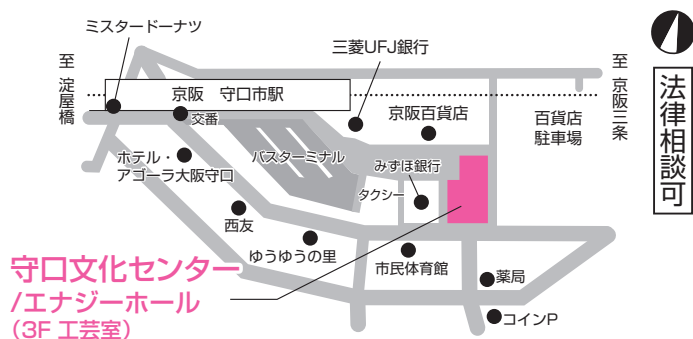 ミスタードーナツ
三菱UFJ銀行
至 淀屋橋
至 京阪三条
京阪 守口市駅
交番
京阪百貨店
百貨店
駐車場
法律相談可
ホテル・
アゴーラ大阪守口
バスターミナル
みずほ銀行
タクシー
西友
ゆうゆうの里
市民体育館
守口文化センター
/エナジーホール
(3F 工芸室)
薬局
コインP